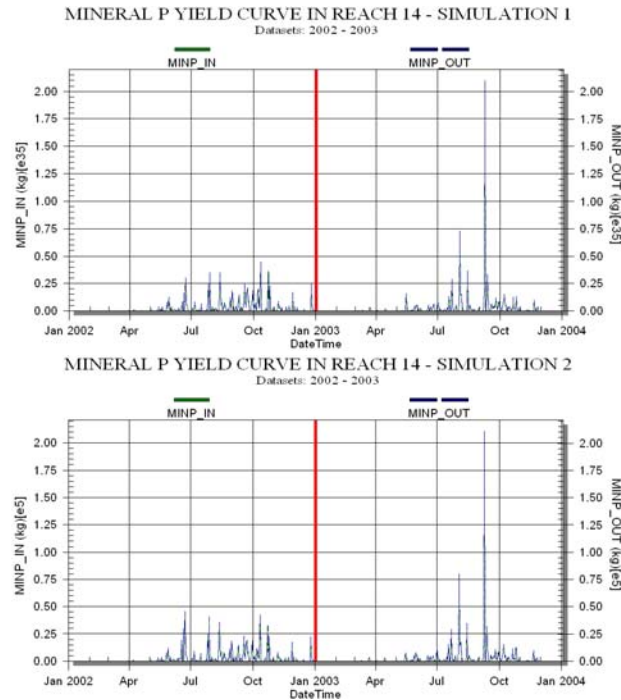 MINERAL P YIELD CURVE IN REACH 14 - SIMULATION 1
Datasets: 2002 - 2003
MINP_IN MINP_OUT
MINP_IN (kg)[e35]
2.00 2.00
1.75 1.75
1.50 1.50
1.25 1.25
1.00 1.00
0.75 0.75
0.50 0.50
0.25 0.25
0.00 0.00
MINP_OUT (kg)[e35]
Jan 2002 Apr Jul Oct Jan 2003 Apr Jul Oct Jan 2004
DateTime
MINERAL P YIELD CURVE IN REACH 14 - SIMULATION 2
Datasets: 2002 - 2003
MINP_IN MINP_OUT
MINP_IN (kg)[e5]
2.00 2.00
1.75 1.75
1.50 1.50
1.25 1.25
1.00 1.00
0.75 0.75
0.50 0.50
0.25 0.25
0.00 0.00
MINP_OUT (kg)[e5]
Jan 2002 Apr Jul Oct Jan 2003 Apr Jul Oct Jan 2004
DateTime